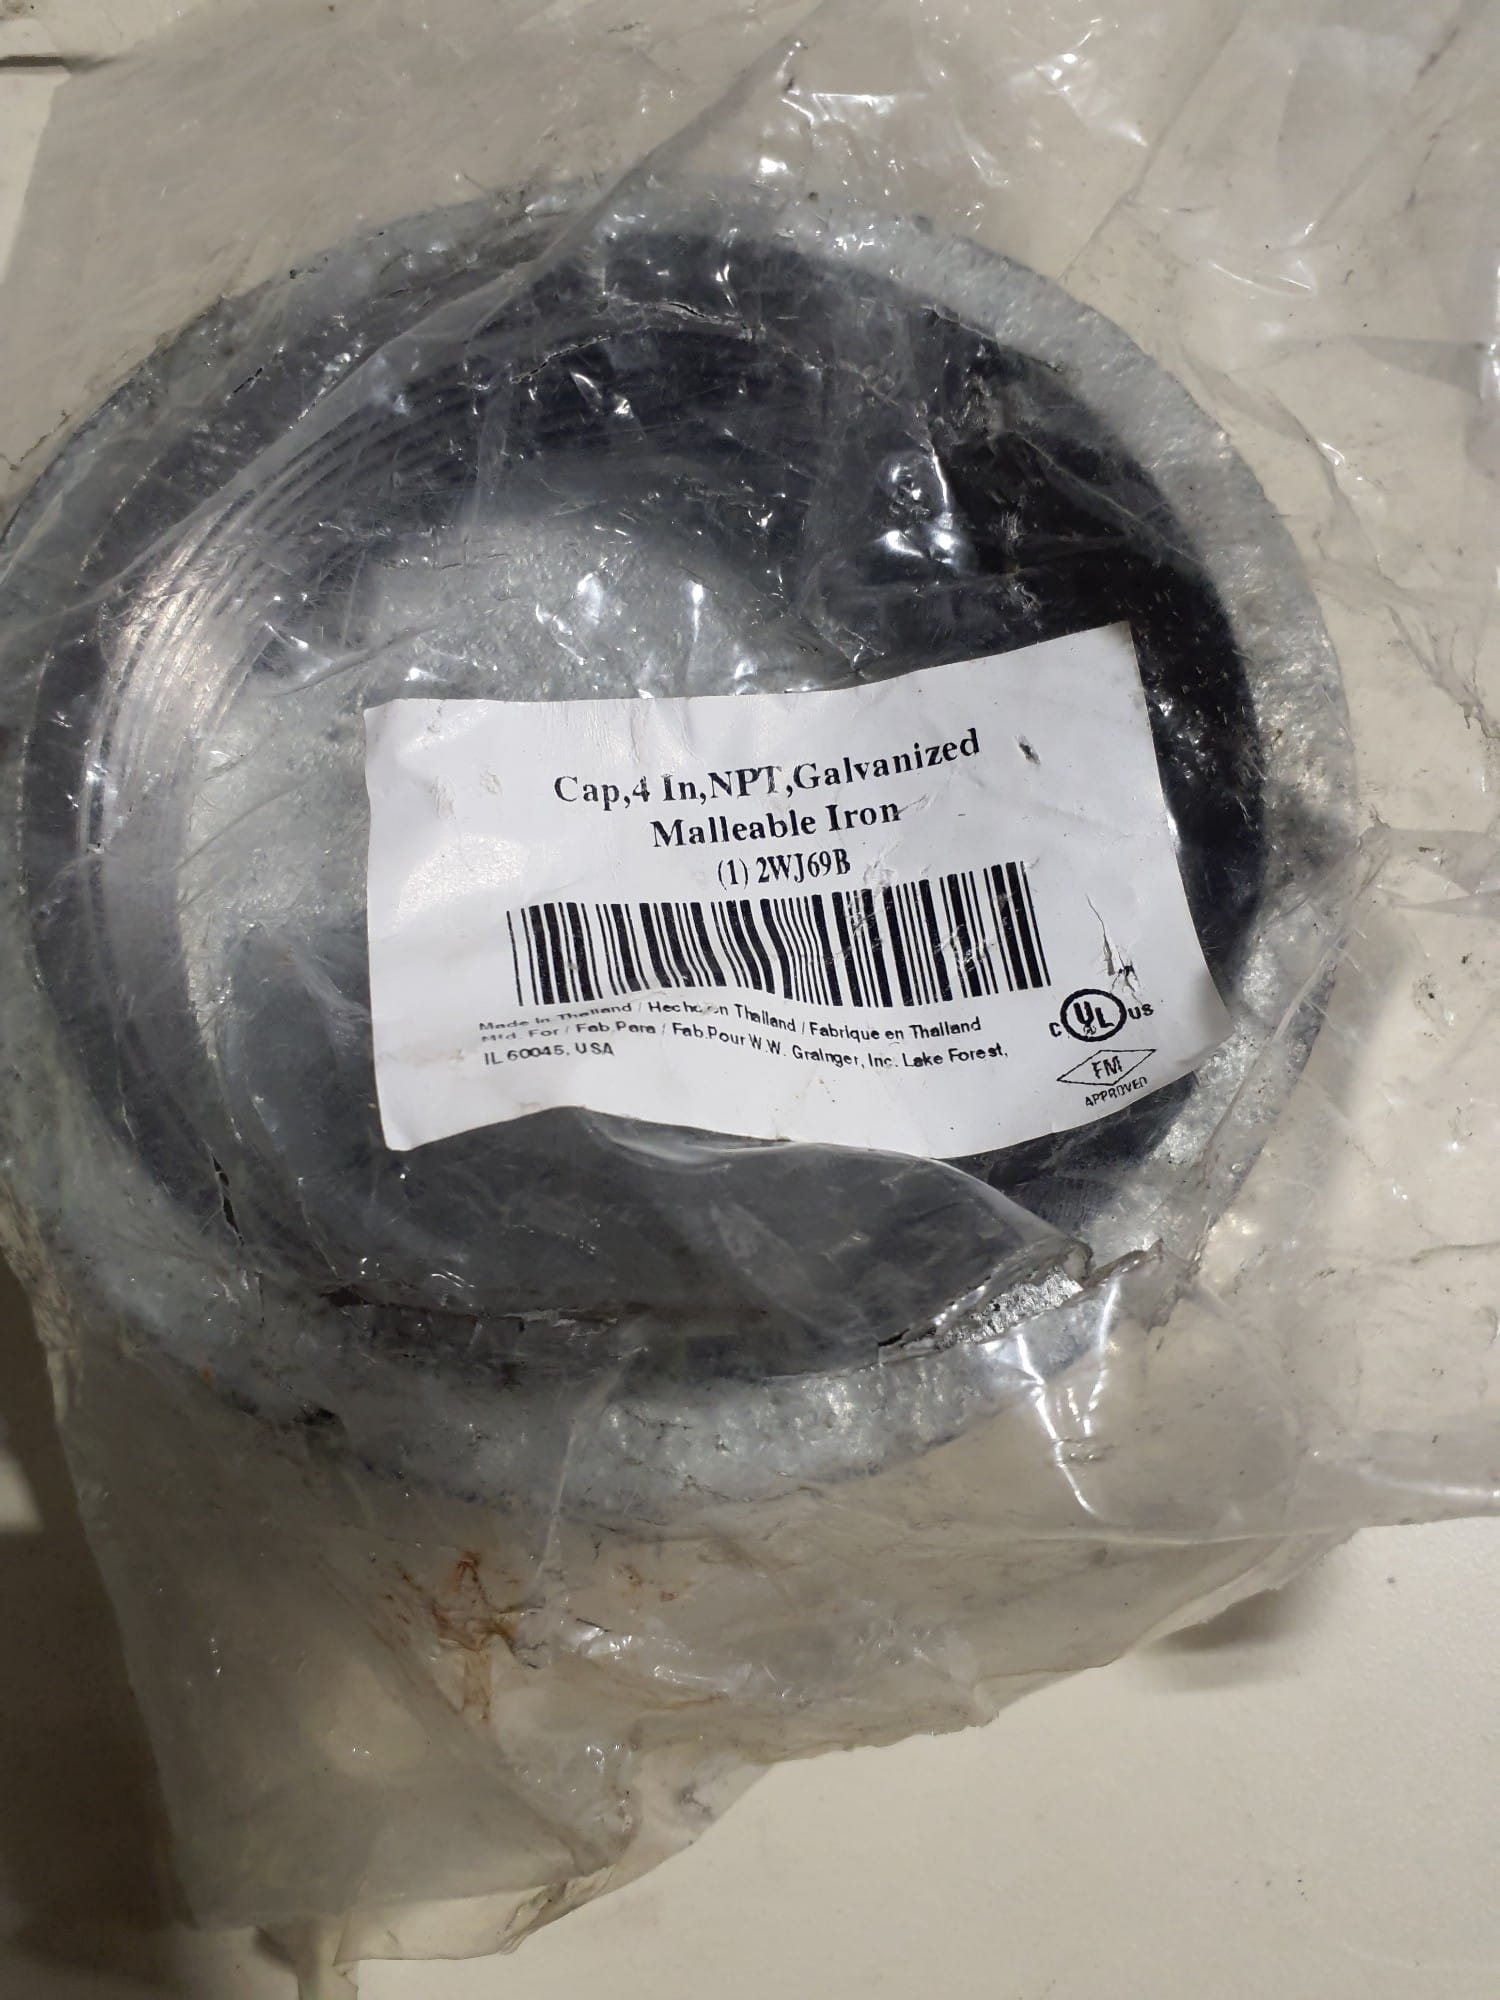 Cap,4 In,NPT,Galvanized
Malleable Iron
(1) 2WJ69B
Made in Thailand / Hecho en Thailand / Fabrique en Thailand
Mfd. For / Fab.Para / Fab.Pour W.W. Grainger, Inc. Lake Forest,
IL 60045, USA
C UL US
FM
APPROVED